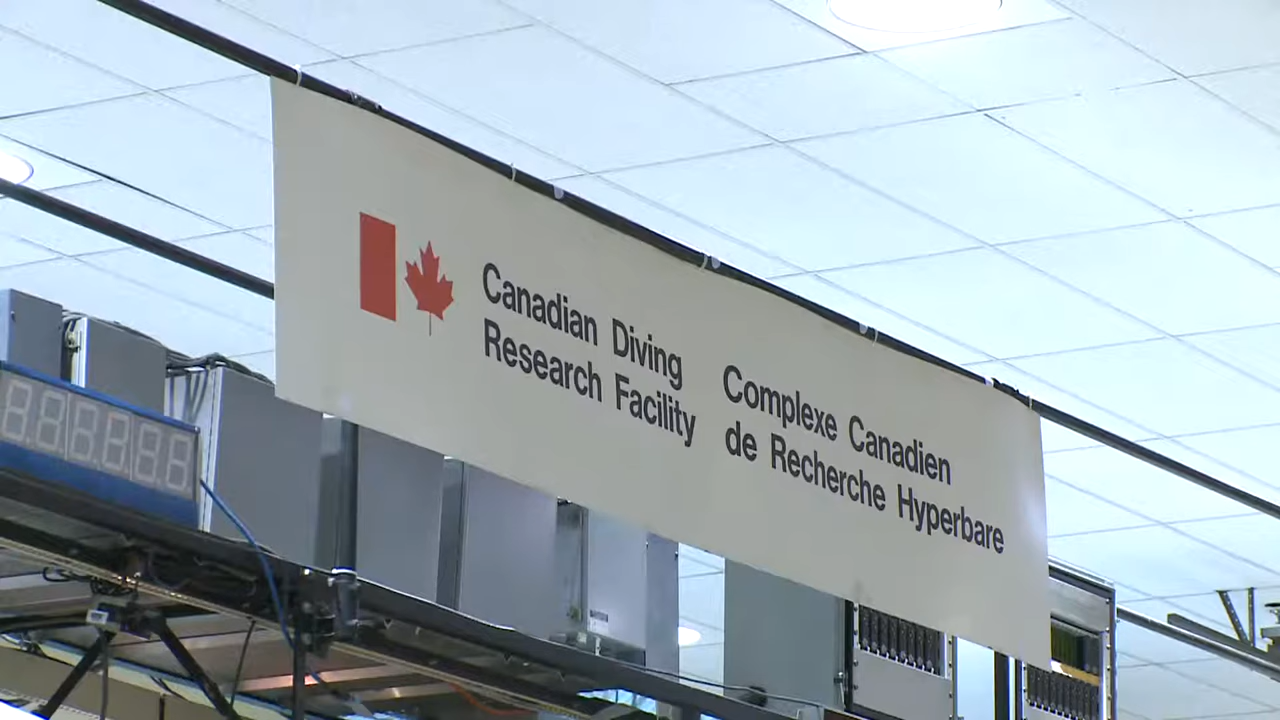 Canadian Diving
Research Facility
Complexe Canadien
de Recherche Hyperbare